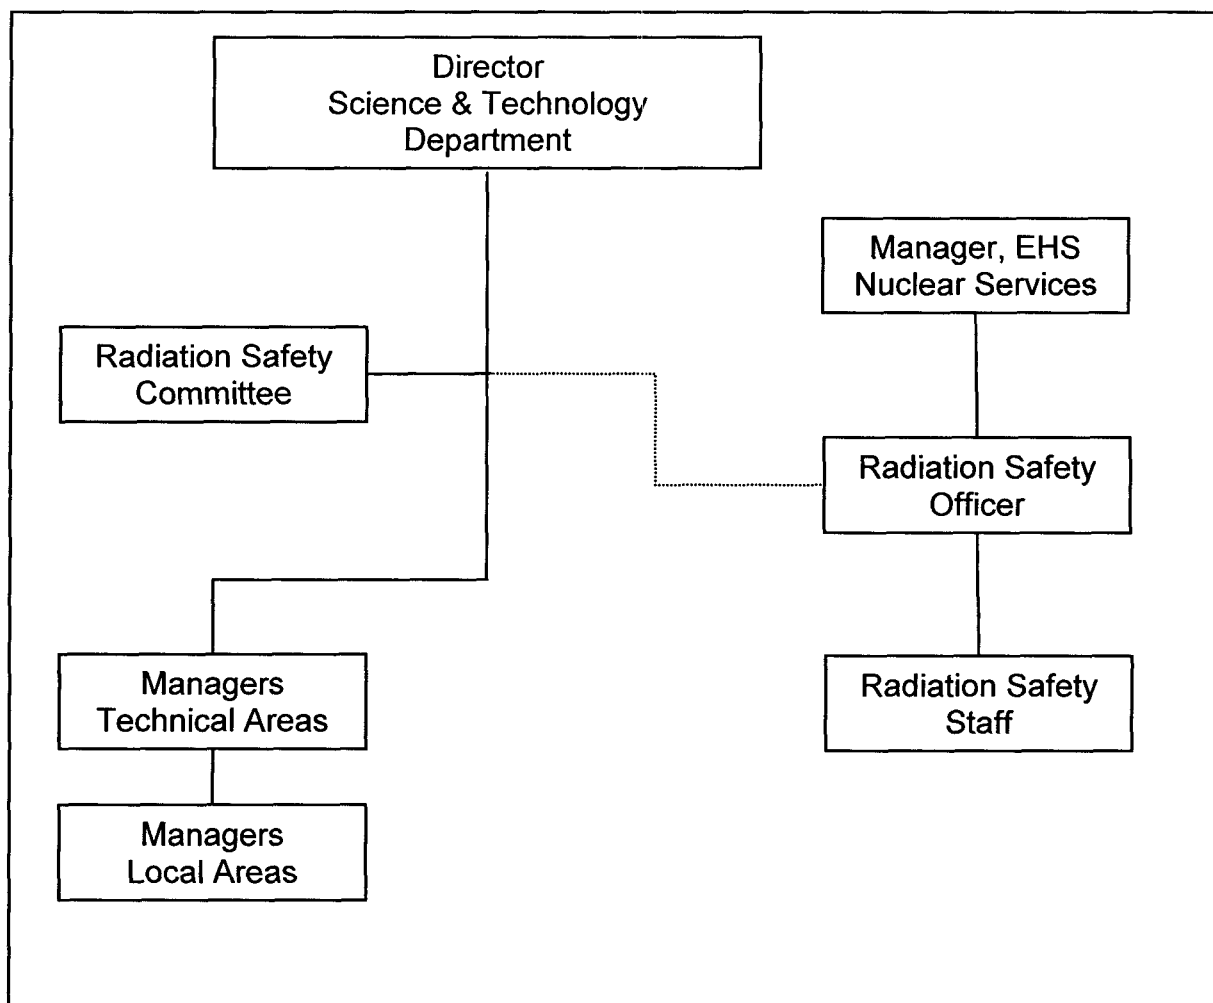 Director
Science & Technology
Department
Manager, EHS
Nuclear Services
Radiation Safety
Committee
Radiation Safety
Officer
Managers
Technical Areas
Radiation Safety
Staff
Managers
Local Areas